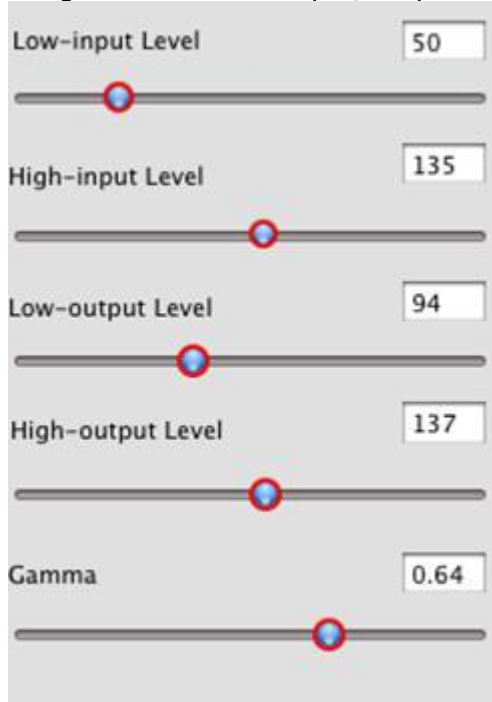 Low-input Level
50
High-input Level
135
Low-output Level
94
High-output Level
137
Gamma
0.64